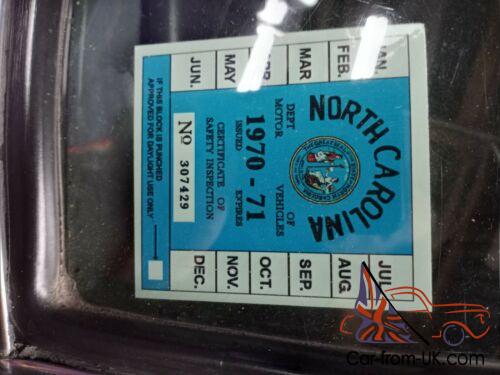 NORTH CAROLINA
DEPT OF
MOTOR VEHICLES
1970 - 71
ISSUED EXPIRES
CERTIFICATE OF
SAFETY INSPECTION
No 307429
IF THIS BLOCK IS PUNCHED
APPROVED FOR DAYLIGHT USE ONLY
JAN.
FEB.
MAR
APR.
MAY
JUN.
JUL.
AUG.
SEP.
OCT.
NOV.
DEC.
Car-from-UK.com